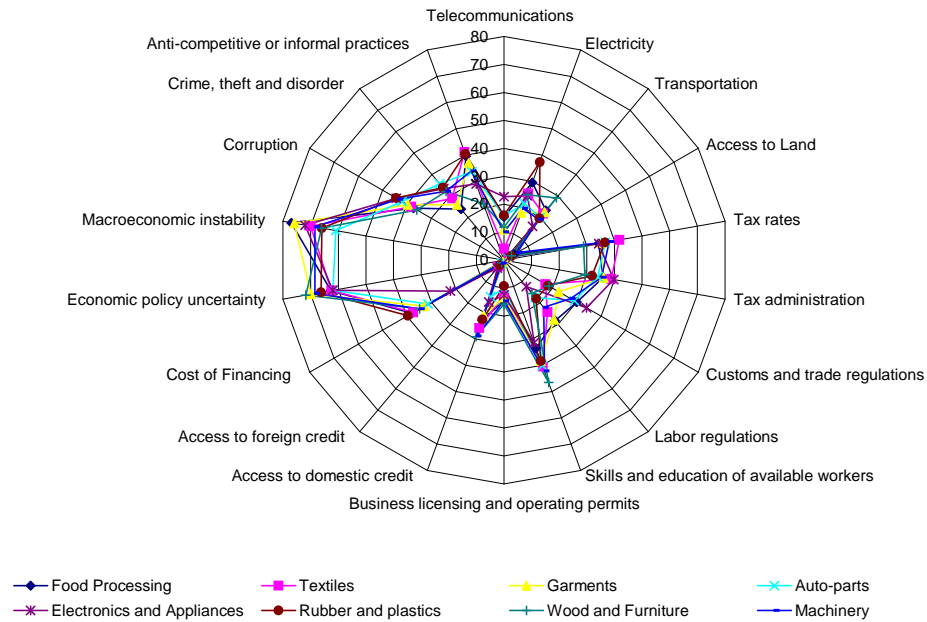 Telecommunications
Anti-competitive or informal practices
80
Electricity
70
Crime, theft and disorder
Transportation
60
50
Corruption
Access to Land
40
30
20
Macroeconomic instability
Tax rates
10
0
Economic policy uncertainty
Tax administration
Cost of Financing
Customs and trade regulations
Access to foreign credit
Labor regulations
Access to domestic credit
Skills and education of available workers
Business licensing and operating permits
Food Processing
Textiles
Garments
Auto-parts
Electronics and Appliances
Rubber and plastics
Wood and Furniture
Machinery